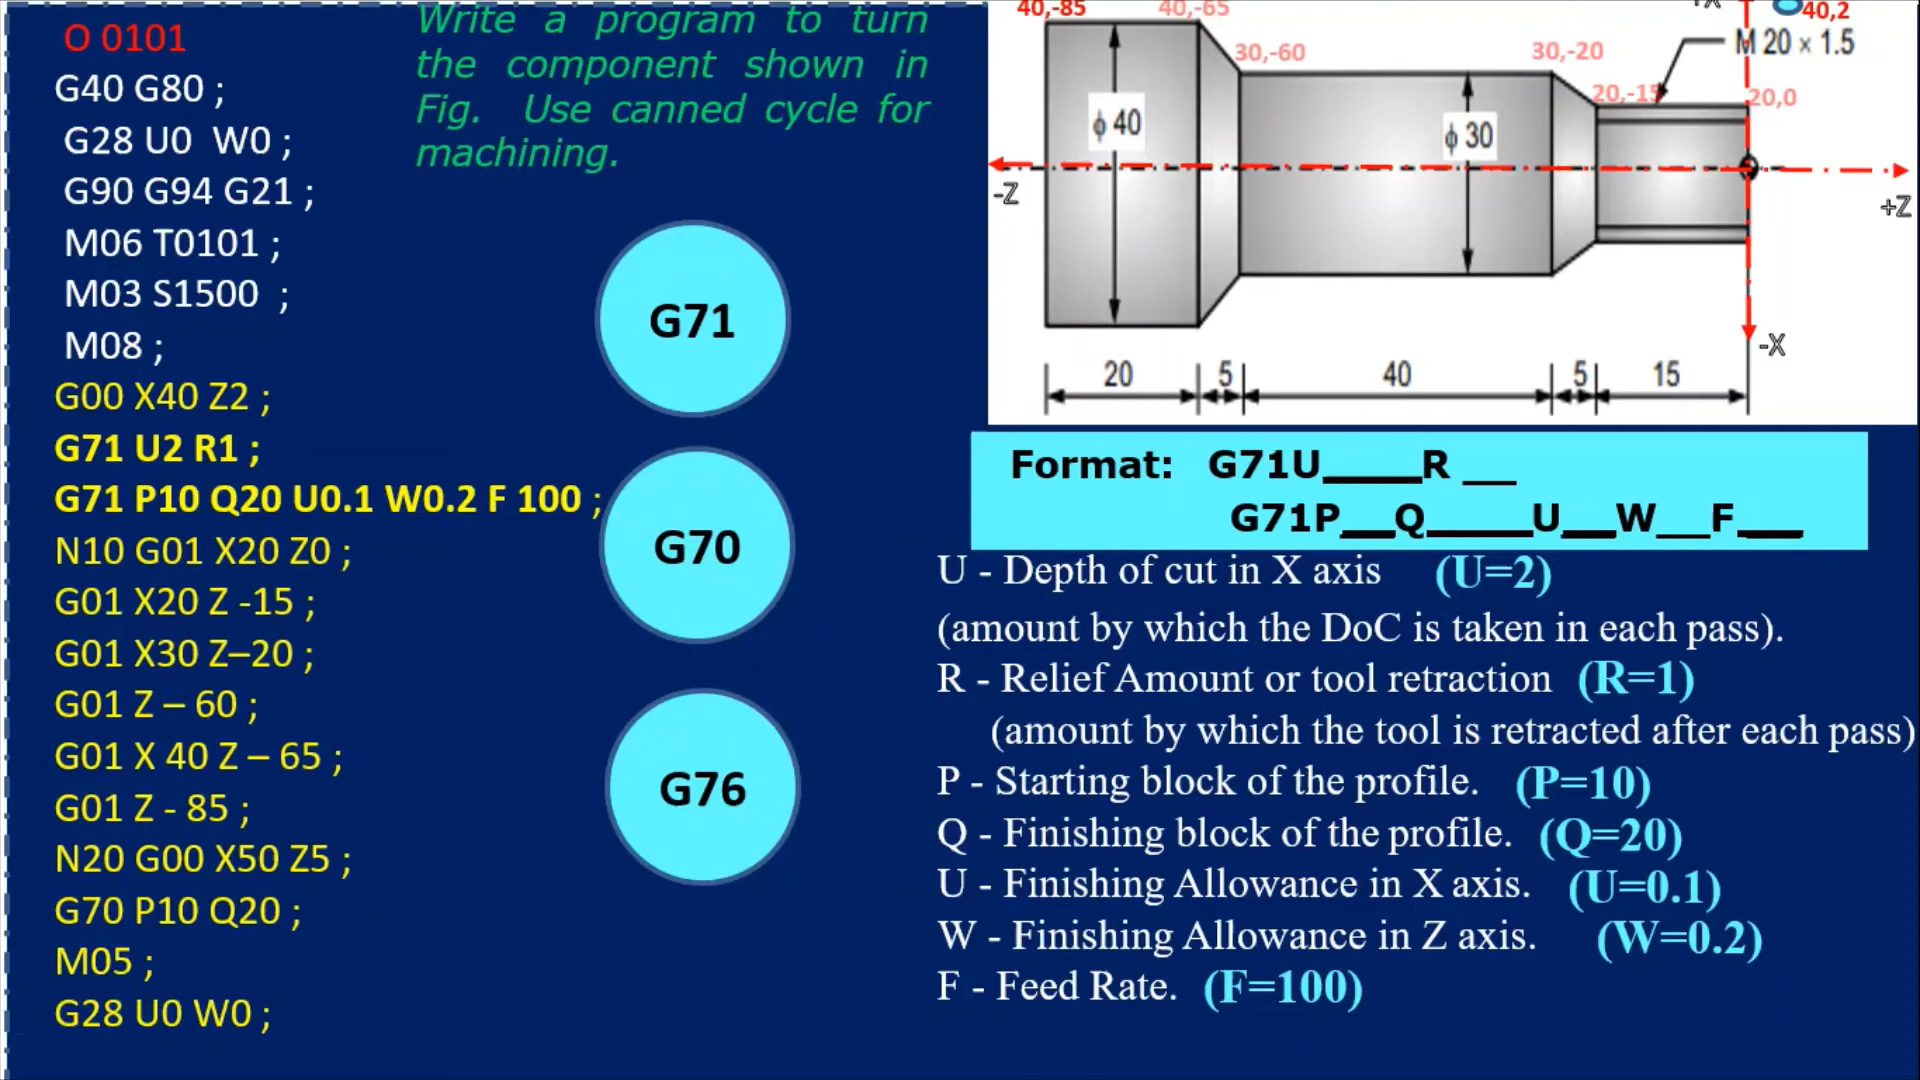 O 0101
G40 G80 ;
G28 U0 W0 ;
G90 G94 G21 ;
M06 T0101 ;
M03 S1500 ;
M08 ;
G00 X40 Z2 ;
G71 U2 R1 ;
G71 P10 Q20 U0.1 W0.2 F 100 ;
N10 G01 X20 Z0 ;
G01 X20 Z -15 ;
G01 X30 Z–20 ;
G01 Z – 60 ;
G01 X 40 Z – 65 ;
G01 Z - 85 ;
N20 G00 X50 Z5 ;
G70 P10 Q20 ;
M05 ;
G28 U0 W0 ;
Write a program to turn
the component shown in
Fig. Use canned cycle for
machining.
G71
G70
G76
40,-85
40,-65
+X
40,2
30,-60
30,-20
M 20 × 1.5
20,-15
20,0
ϕ 40
ϕ 30
-Z
+Z
-X
20
5
40
5
15
Format: G71U____R __
G71P__Q____U__W__F__
U - Depth of cut in X axis (U=2)
(amount by which the DoC is taken in each pass).
R - Relief Amount or tool retraction (R=1)
(amount by which the tool is retracted after each pass)
P - Starting block of the profile. (P=10)
Q - Finishing block of the profile. (Q=20)
U - Finishing Allowance in X axis. (U=0.1)
W - Finishing Allowance in Z axis. (W=0.2)
F - Feed Rate. (F=100)